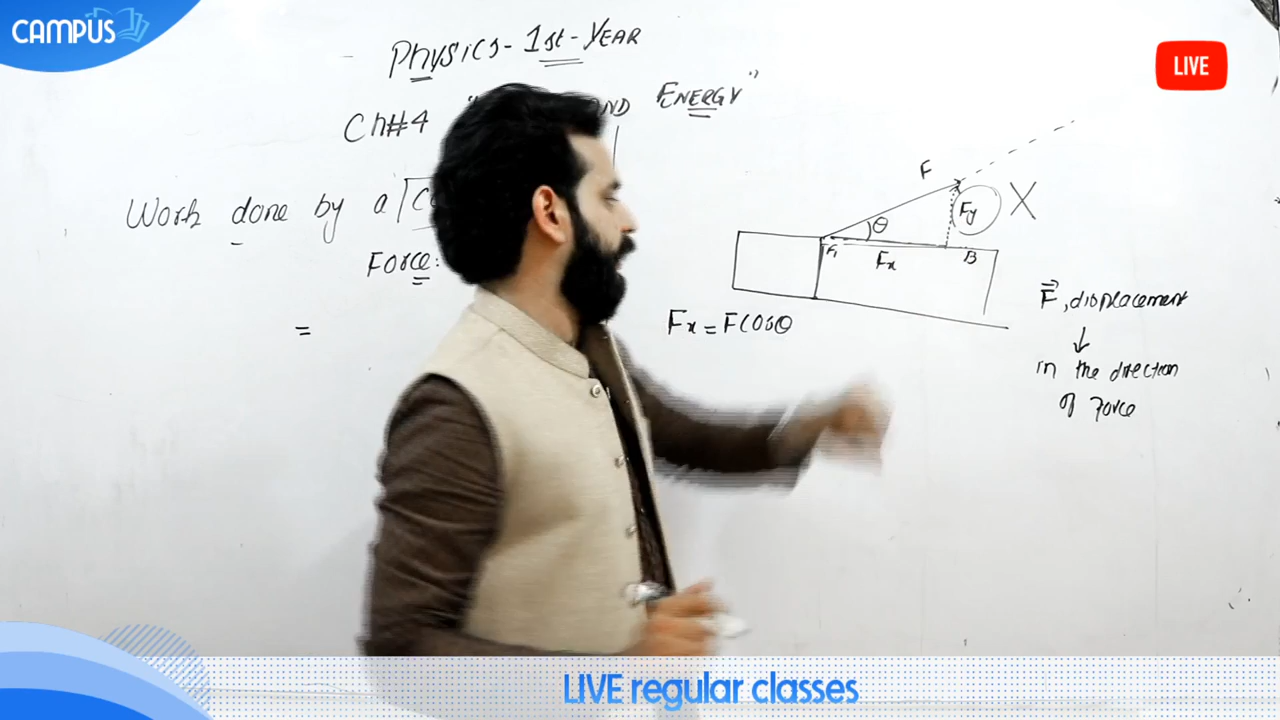 CAMPUS
LIVE
Physics - 1st - YEAR
Ch#4 " AND ENERGY"
Work done by a
Force:
=
F
θ
Fy X
Fx B
Fx = Fcosθ
F⃗, displacement
↓
in the direction
of Force
LIVE regular classes